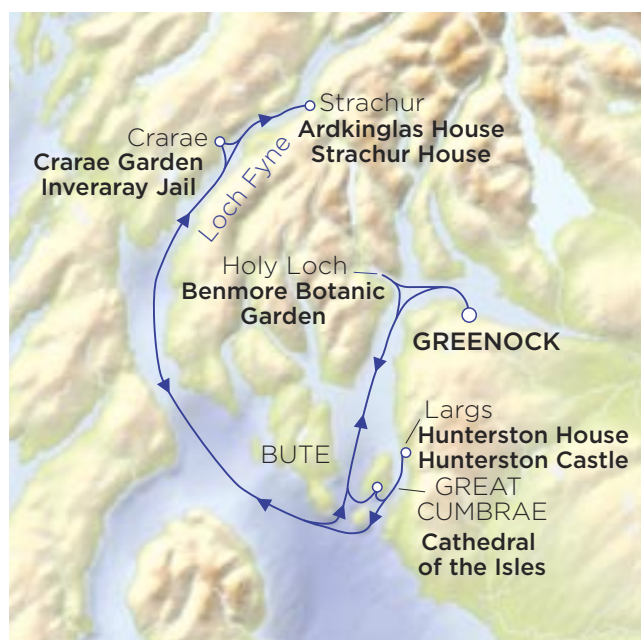 Strachur
Ardkinglas House
Strachur House
Crarae
Crarae Garden
Inveraray Jail
Loch Fyne
Holy Loch
Benmore Botanic
Garden
GREENOCK
Largs
Hunterston House
Hunterston Castle
BUTE
GREAT
CUMBRAE
Cathedral
of the Isles